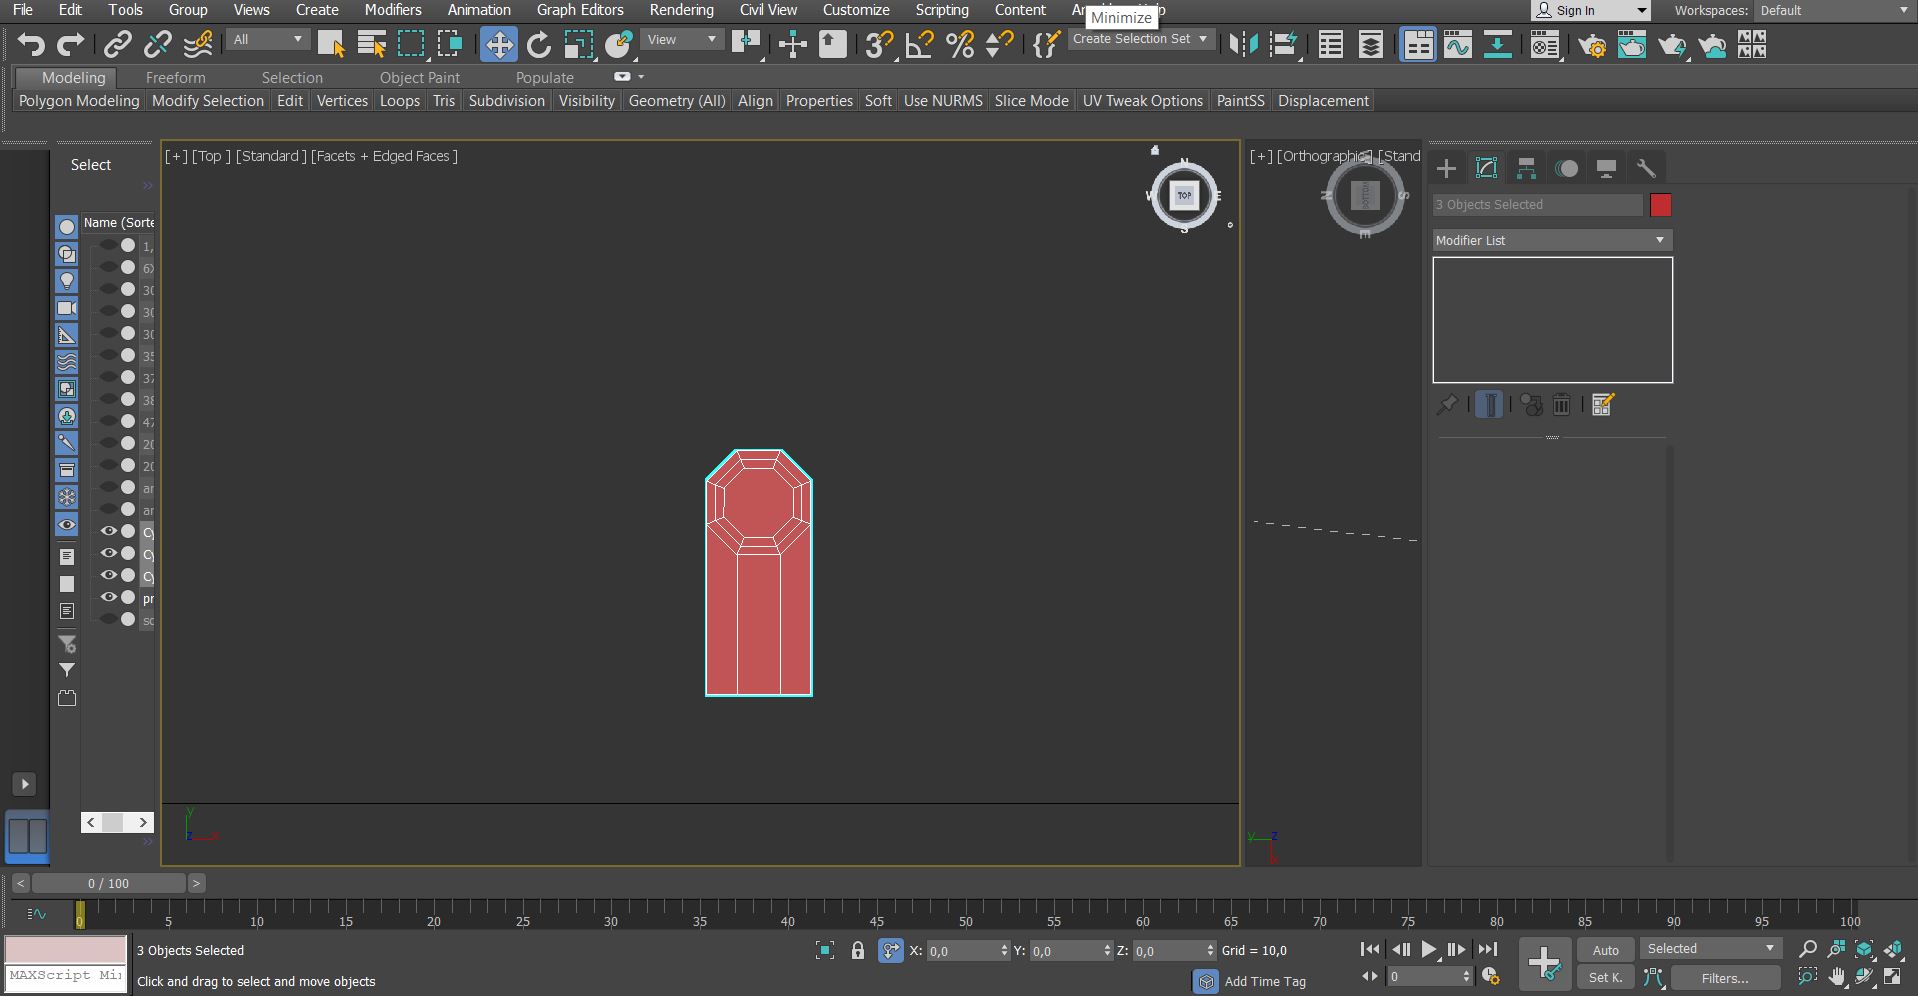 File Edit Tools Group Views Create Modifiers Animation Graph Editors Rendering Civil View Customize Scripting Content
Minimize
Sign In
Workspaces: Default
All
View
3
Create Selection Set
Modeling Freeform Selection Object Paint Populate
Polygon Modeling Modify Selection Edit Vertices Loops Tris Subdivision Visibility Geometry (All) Align Properties Soft Use NURMS Slice Mode UV Tweak Options PaintSS Displacement
Select
[+] [Top ] [Standard ] [Facets + Edged Faces ]
N
W TOP E
S
[+] [Orthographic] [Stand
N BOTTOM S
E
3 Objects Selected
Modifier List
Name (Sorte
1,
6X
30
30
30
35
37
38
47
20
20
ar
ar
Cy
Cy
Cy
pr
sc
y
z x
y z
x
< >
< 0 / 100 >
0 5 10 15 20 25 30 35 40 45 50 55 60 65 70 75 80 85 90 95 100
3 Objects Selected
X: 0,0 Y: 0,0 Z: 0,0 Grid = 10,0
Auto Selected
MAXScript Mi
Click and drag to select and move objects
Add Time Tag
0
Set K. Filters...